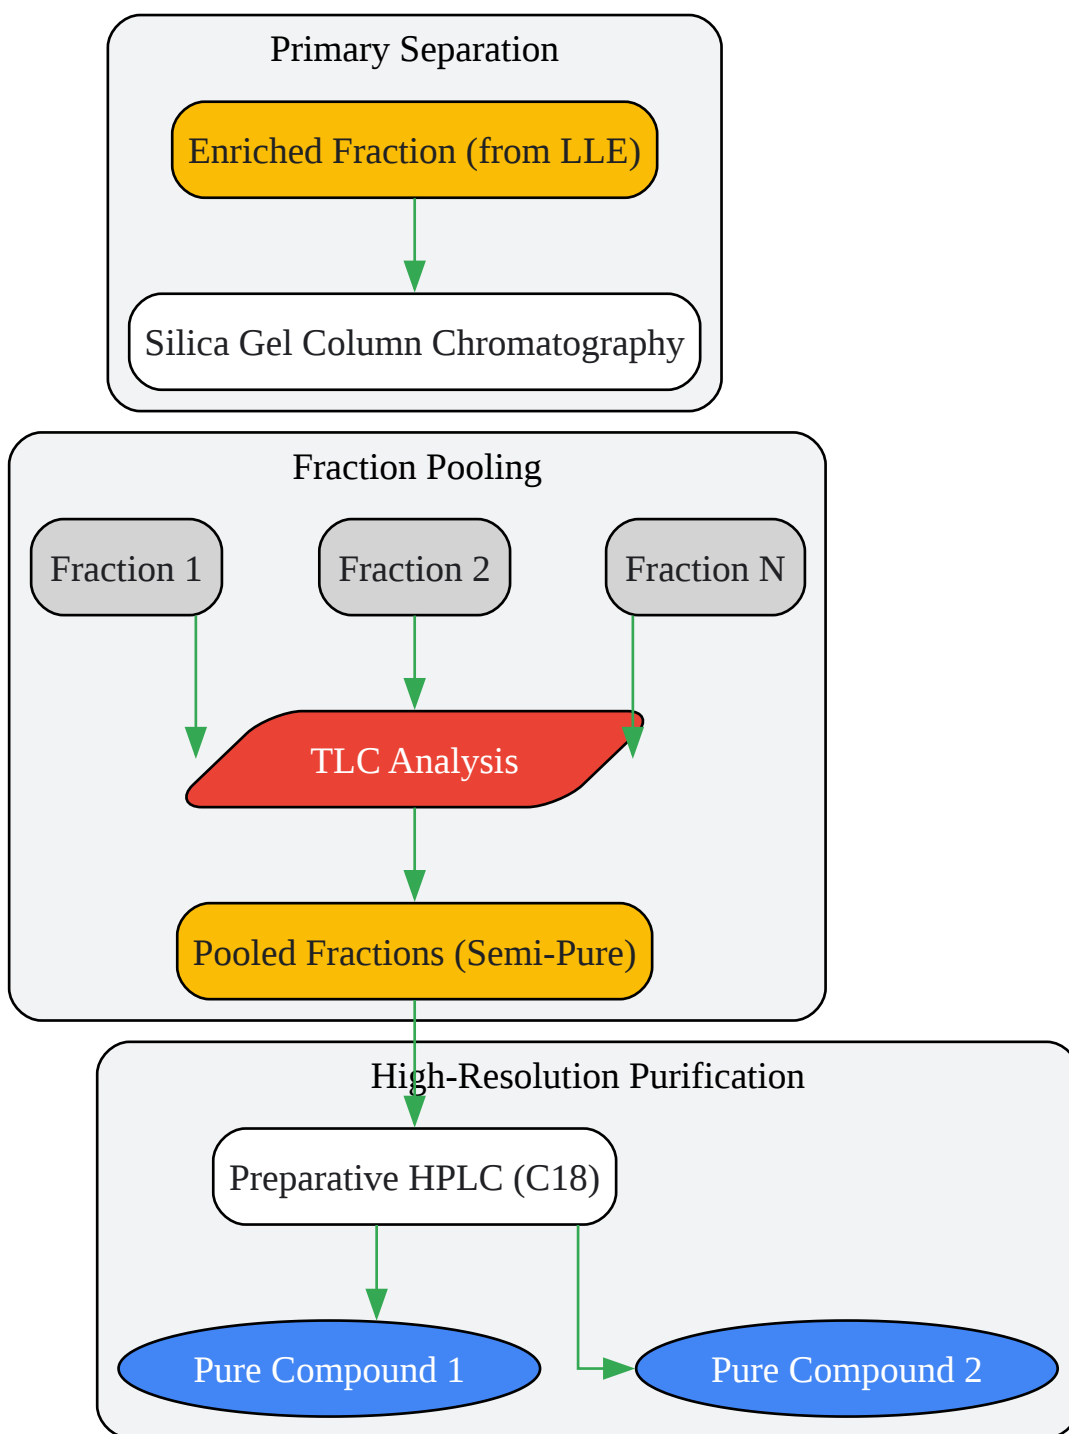 Primary Separation
Enriched Fraction (from LLE)
Silica Gel Column Chromatography
Fraction Pooling
Fraction 1
Fraction 2
Fraction N
TLC Analysis
Pooled Fractions (Semi-Pure)
High-Resolution Purification
Preparative HPLC (C18)
Pure Compound 1
Pure Compound 2